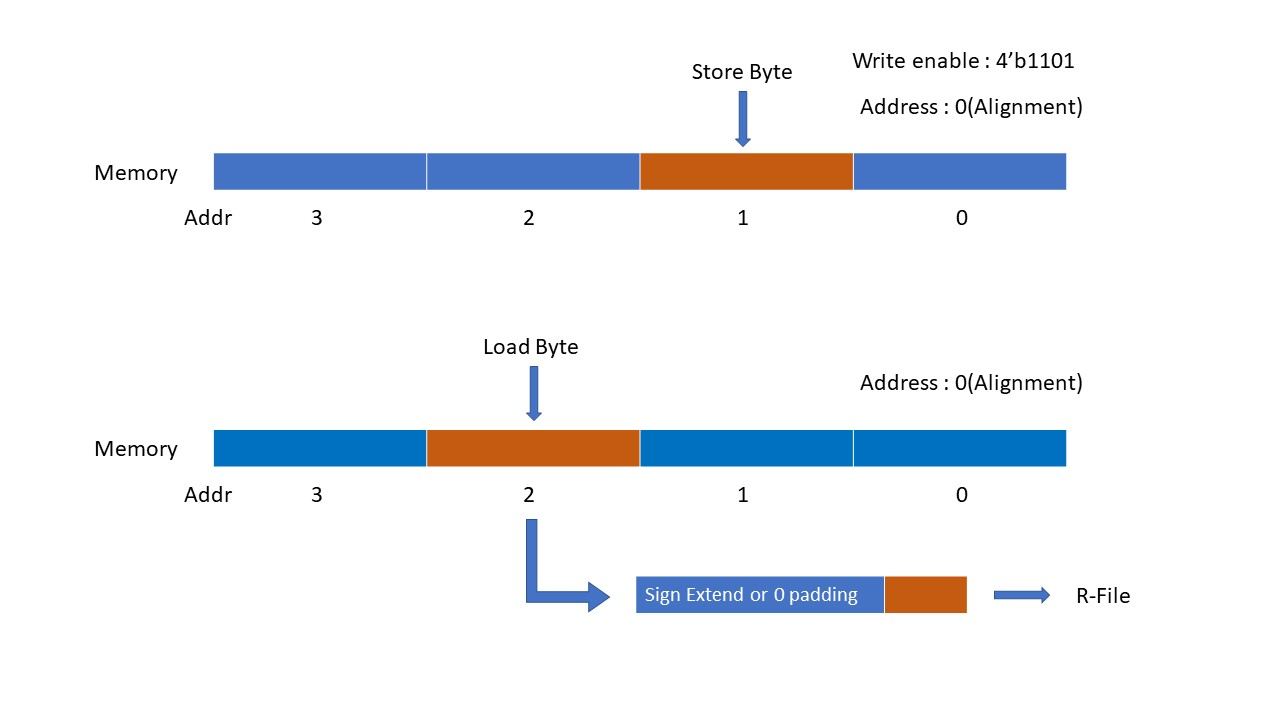 Write enable : 4’b1101
Store Byte
Address : 0(Alignment)
Memory
Addr 3 2 1 0
Load Byte
Address : 0(Alignment)
Memory
Addr 3 2 1 0
Sign Extend or 0 padding
R-File